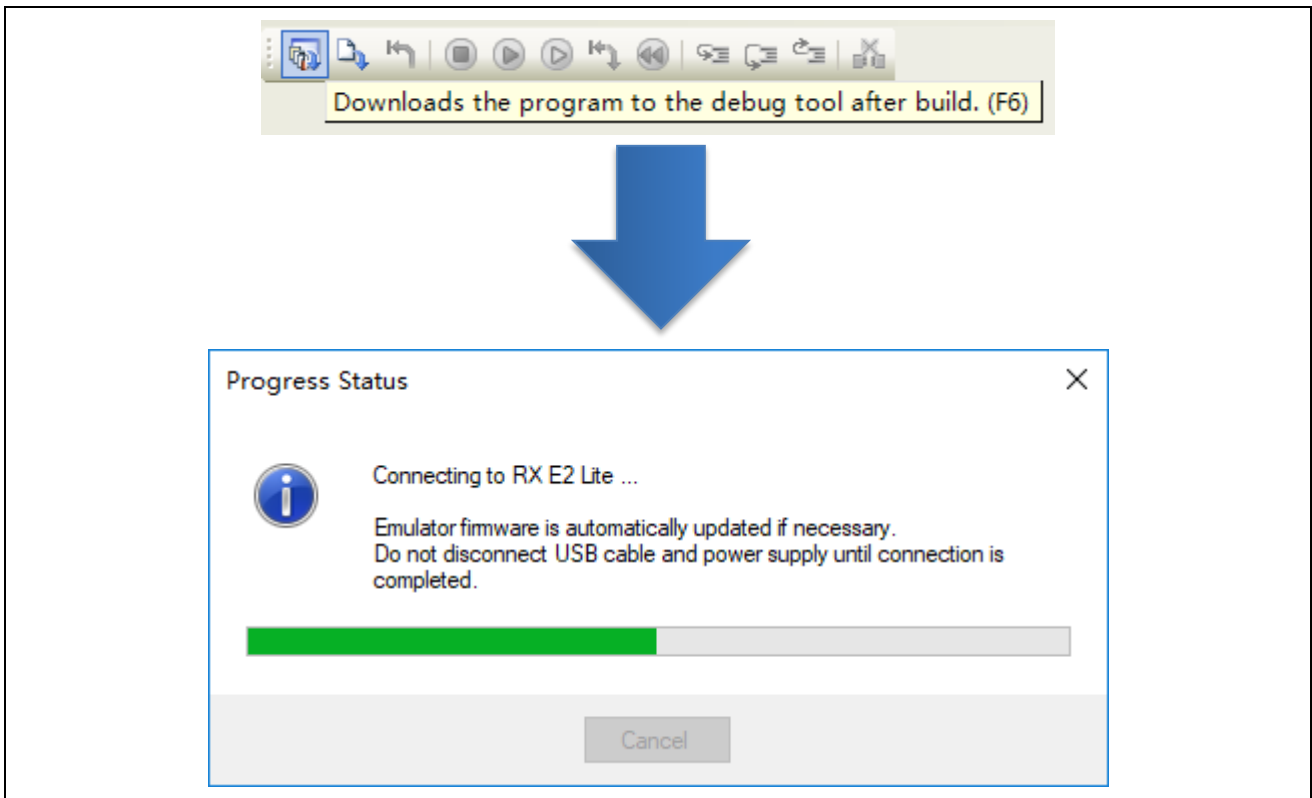 Downloads the program to the debug tool after build. (F6)
Progress Status
Connecting to RX E2 Lite ...
Emulator firmware is automatically updated if necessary.
Do not disconnect USB cable and power supply until connection is
completed.
Cancel